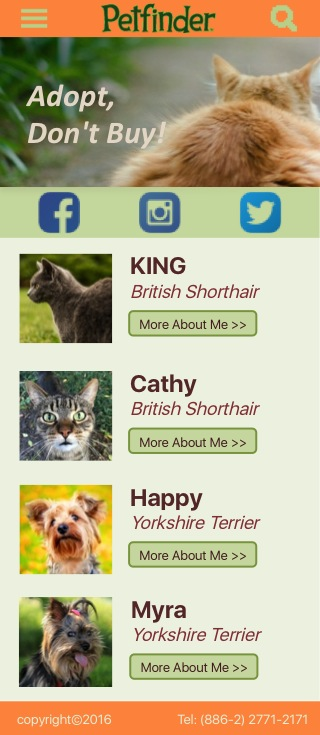 Petfinder
Adopt,
Don't Buy!
KING
British Shorthair
More About Me >>
Cathy
British Shorthair
More About Me >>
Happy
Yorkshire Terrier
More About Me >>
Myra
Yorkshire Terrier
More About Me >>
copyright©2016 Tel: (886-2) 2771-2171